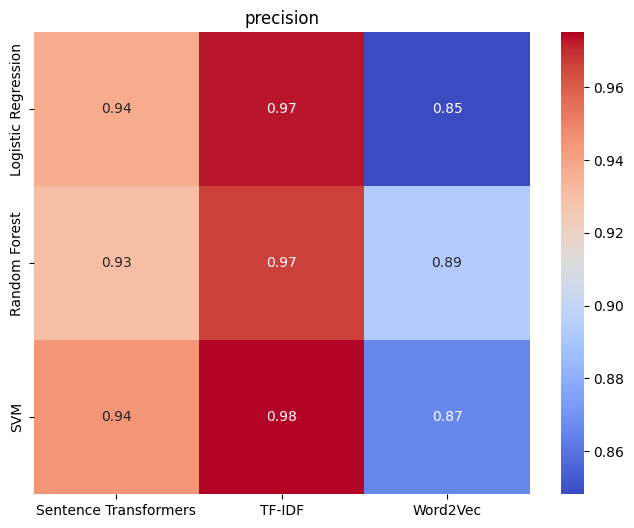 precision
Logistic Regression
0.94 0.97 0.85
Random Forest
0.93 0.97 0.89
SVM
0.94 0.98 0.87
Sentence Transformers TF-IDF Word2Vec
0.96
0.94
0.92
0.90
0.88
0.86